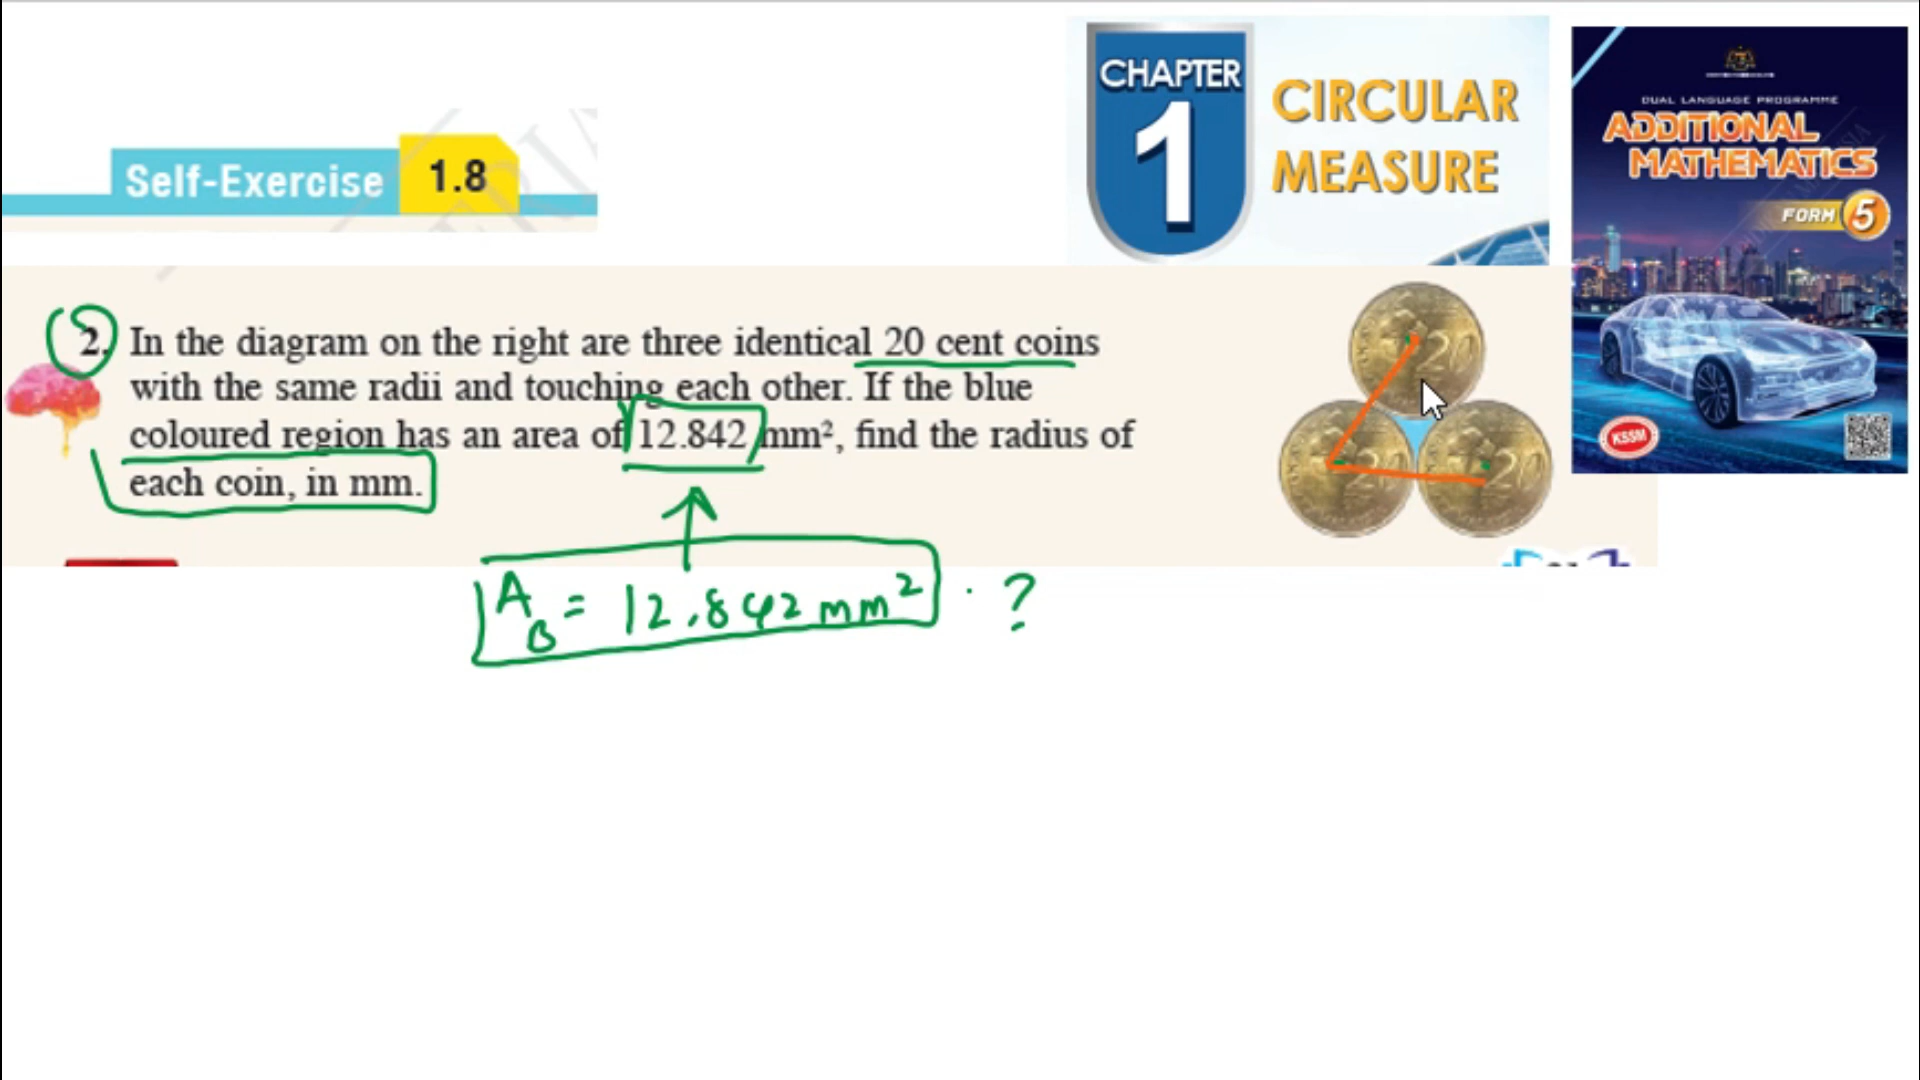 CHAPTER
1
CIRCULAR
MEASURE
DUAL LANGUAGE PROGRAMME
ADDITIONAL
MATHEMATICS
FORM 5
KSSM
Self-Exercise 1.8
2. In the diagram on the right are three identical 20 cent coins
with the same radii and touching each other. If the blue
coloured region has an area of 12.842 mm², find the radius of
each coin, in mm.
20
20
20
A_B = 12.842 mm² . ?